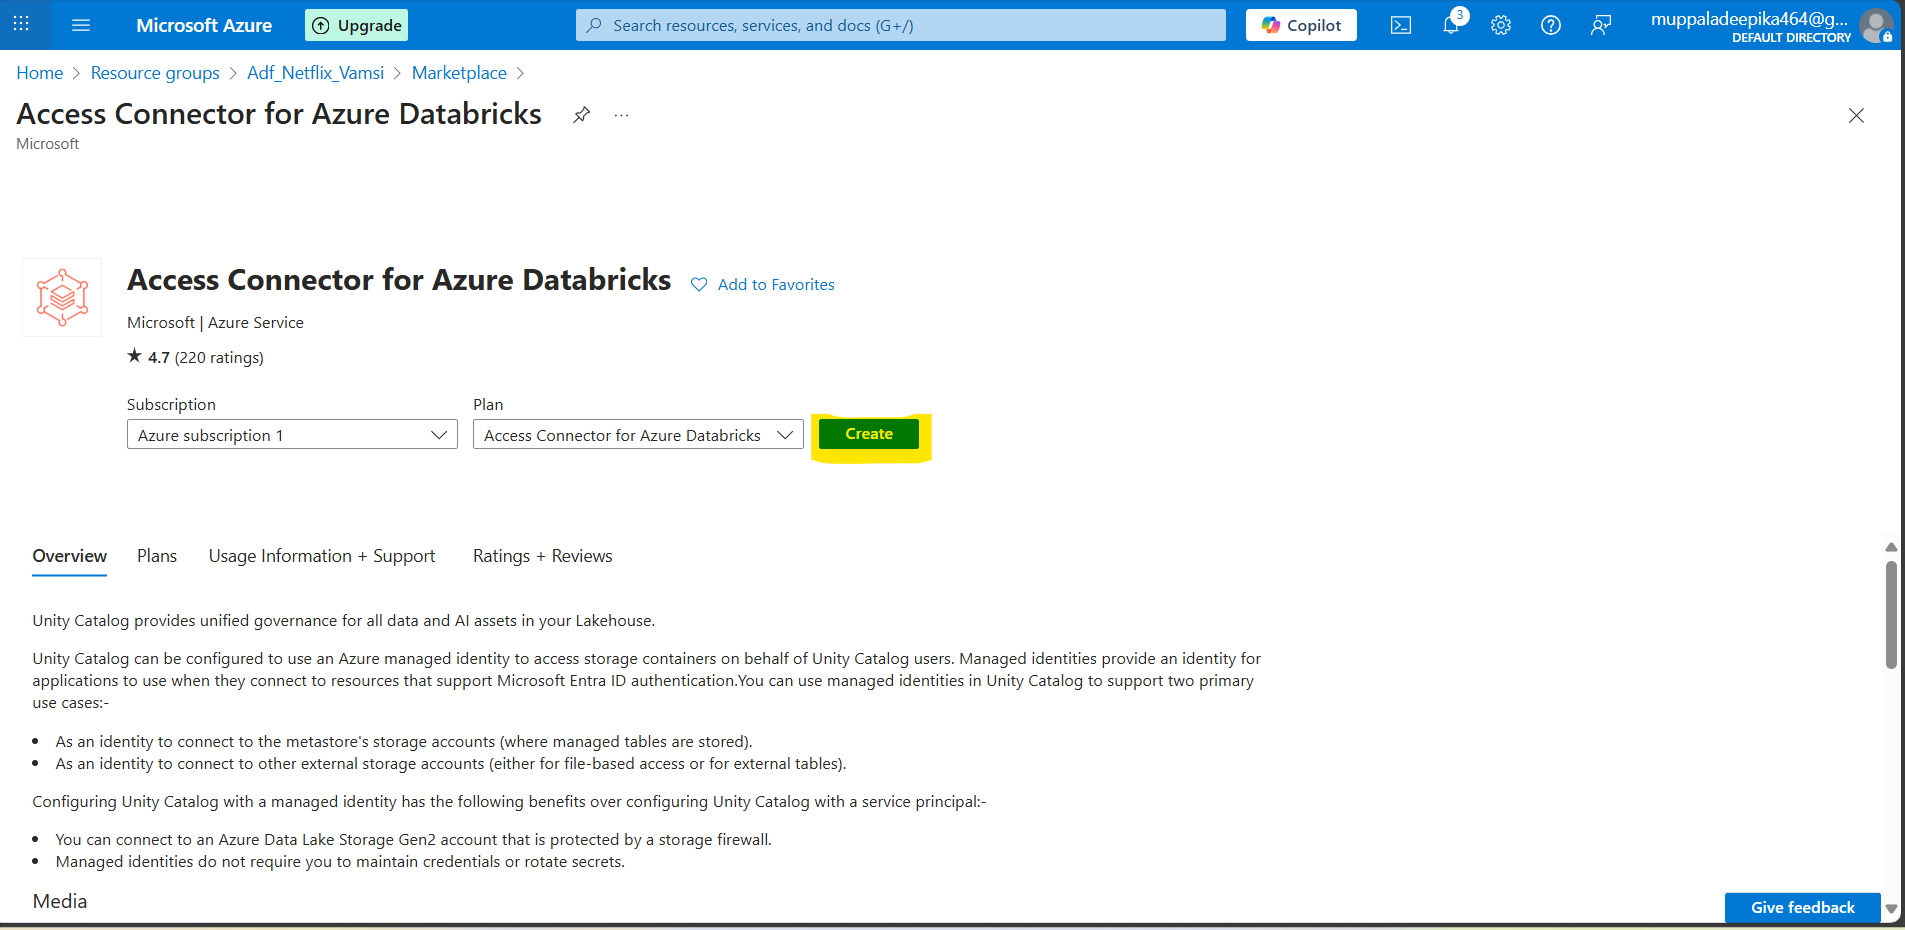 Microsoft Azure
Upgrade
Search resources, services, and docs (G+/)
Copilot
3
muppaladeepika464@g...
DEFAULT DIRECTORY
Home > Resource groups > Adf_Netflix_Vamsi > Marketplace >
Access Connector for Azure Databricks
...
Microsoft
Access Connector for Azure Databricks
Add to Favorites
Microsoft | Azure Service
★ 4.7 (220 ratings)
Subscription
Plan
Azure subscription 1
Access Connector for Azure Databricks
Create
Overview
Plans
Usage Information + Support
Ratings + Reviews
Unity Catalog provides unified governance for all data and AI assets in your Lakehouse.
Unity Catalog can be configured to use an Azure managed identity to access storage containers on behalf of Unity Catalog users. Managed identities provide an identity for
applications to use when they connect to resources that support Microsoft Entra ID authentication.You can use managed identities in Unity Catalog to support two primary
use cases:-
• As an identity to connect to the metastore's storage accounts (where managed tables are stored).
• As an identity to connect to other external storage accounts (either for file-based access or for external tables).
Configuring Unity Catalog with a managed identity has the following benefits over configuring Unity Catalog with a service principal:-
• You can connect to an Azure Data Lake Storage Gen2 account that is protected by a storage firewall.
• Managed identities do not require you to maintain credentials or rotate secrets.
Media
Give feedback